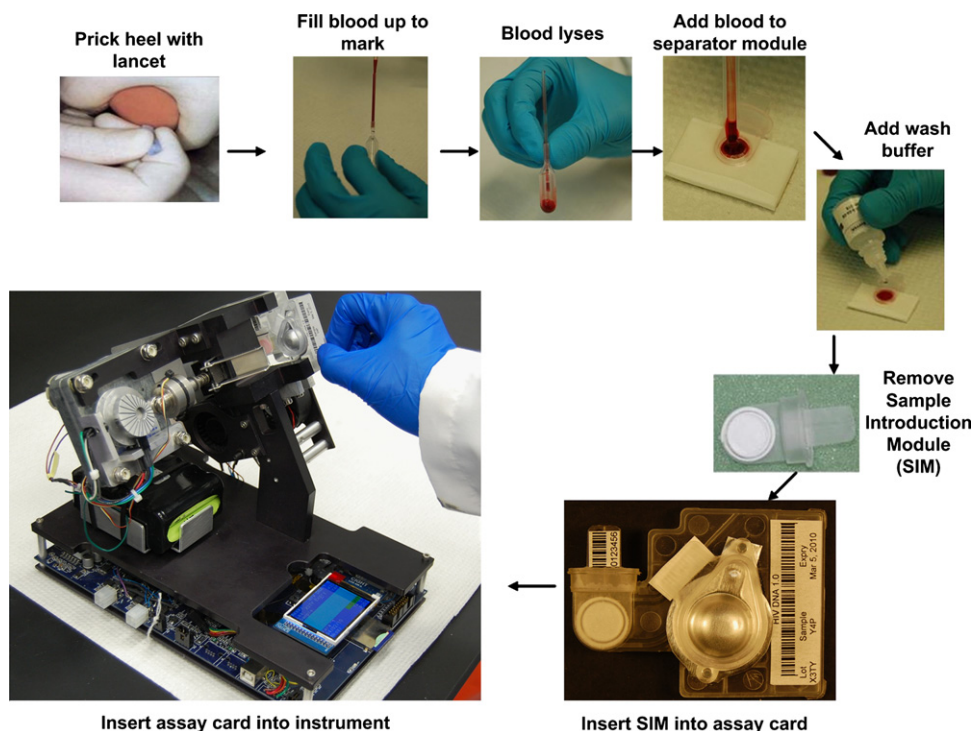 Prick heel with
lancet
Fill blood up to
mark
Blood lyses
Add blood to
separator module
Add wash
buffer
Remove
Sample
Introduction
Module
(SIM)
0123456
HIV DNA 1.0
Lot Sample Expry
X3TY Y4P Mar 5, 2010
Insert SIM into assay card
Insert assay card into instrument